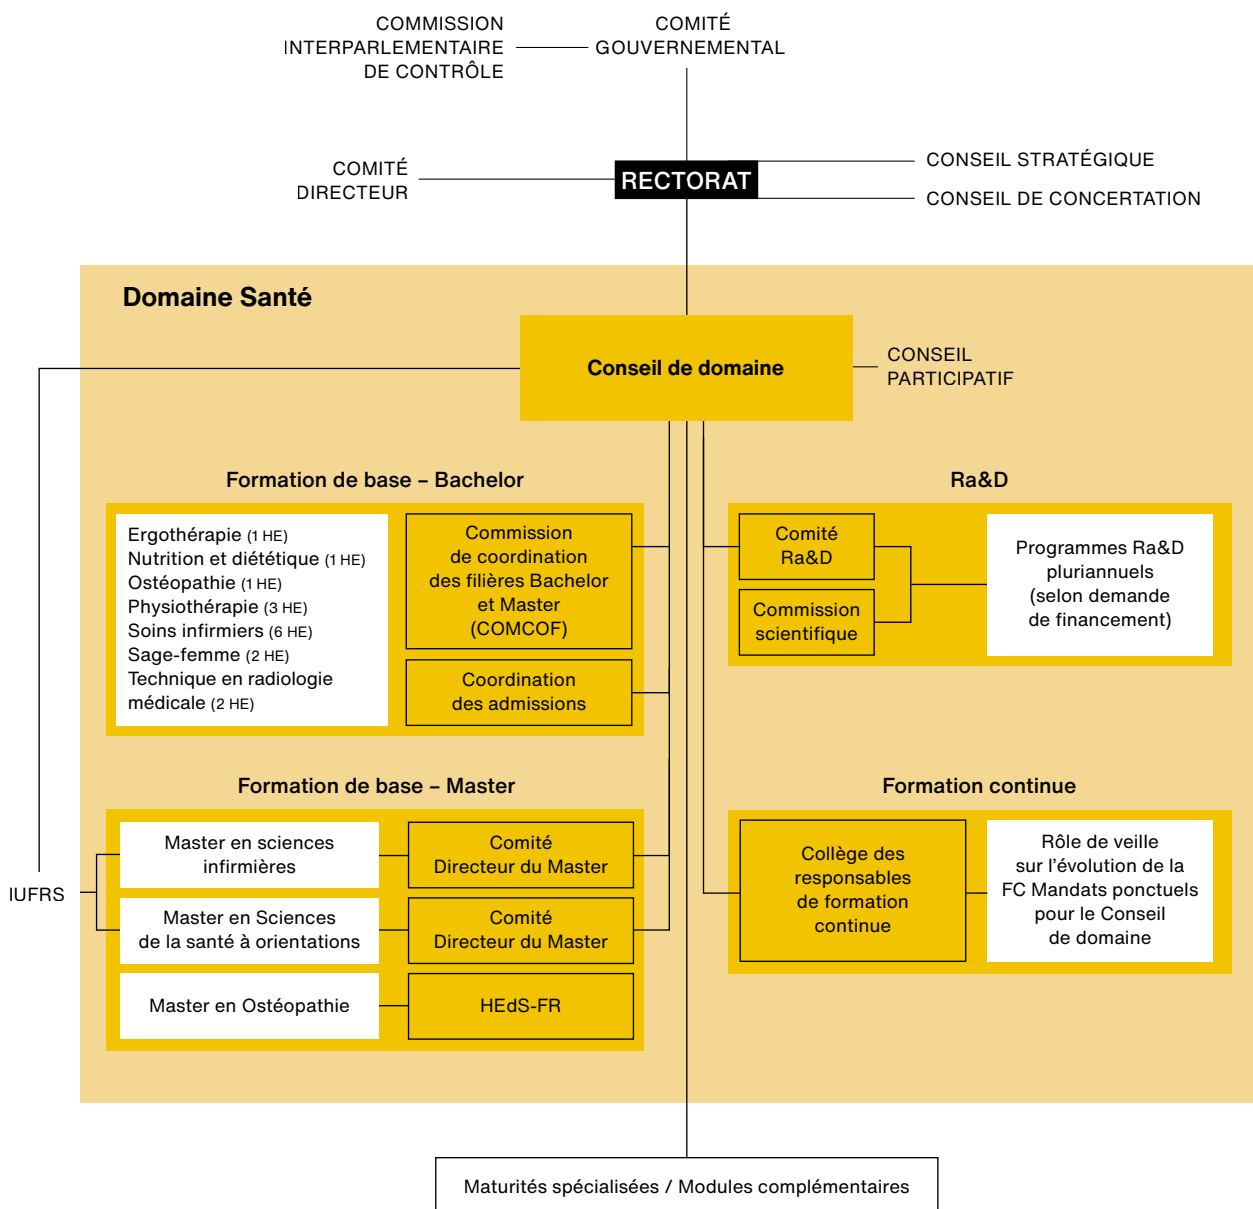 COMMISSION
INTERPARLEMENTAIRE
DE CONTRÔLE
COMITÉ
GOUVERNEMENTAL
COMITÉ
DIRECTEUR
RECTORAT
CONSEIL STRATÉGIQUE
CONSEIL DE CONCERTATION
Domaine Santé
Conseil de domaine
CONSEIL
PARTICIPATIF
Formation de base – Bachelor
Ergothérapie (1 HE)
Nutrition et diététique (1 HE)
Ostéopathie (1 HE)
Physiothérapie (3 HE)
Soins infirmiers (6 HE)
Sage-femme (2 HE)
Technique en radiologie
médicale (2 HE)
Commission
de coordination
des filières Bachelor
et Master
(COMCOF)
Coordination
des admissions
Ra&D
Comité
Ra&D
Commission
scientifique
Programmes Ra&D
pluriannuels
(selon demande
de financement)
Formation de base – Master
IUFRS
Master en sciences
infirmières
Comité
Directeur du Master
Master en Sciences
de la santé à orientations
Comité
Directeur du Master
Master en Ostéopathie
HEdS-FR
Formation continue
Collège des
responsables
de formation
continue
Rôle de veille
sur l’évolution de la
FC Mandats ponctuels
pour le Conseil
de domaine
Maturités spécialisées / Modules complémentaires